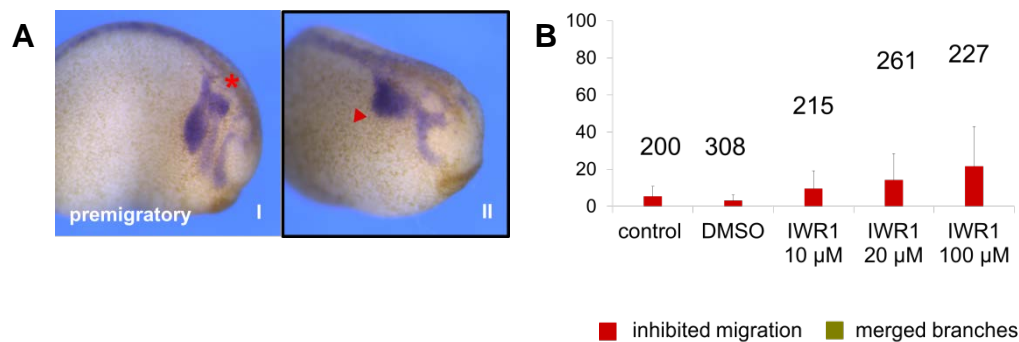 A
*
premigratory
I
II
B
100
80
60
40
20
0
200
308
215
261
227
control
DMSO
IWR1
10 µM
IWR1
20 µM
IWR1
100 µM
inhibited migration
merged branches